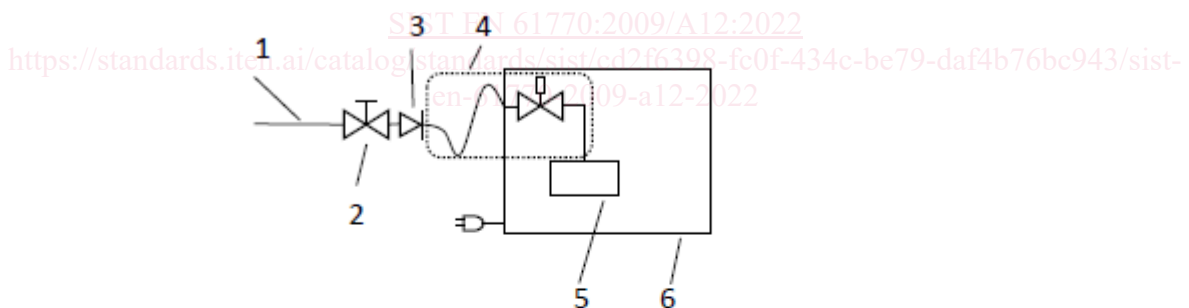 SIST EN 61770:2009/A12:2022
https://standards.iteh.ai/catalog/standards/sist/cd2f6398-fc0f-434c-be79-daf4b76bc943/sist-
en-61770-2009-a12-2022
1
3
4
2
5
6